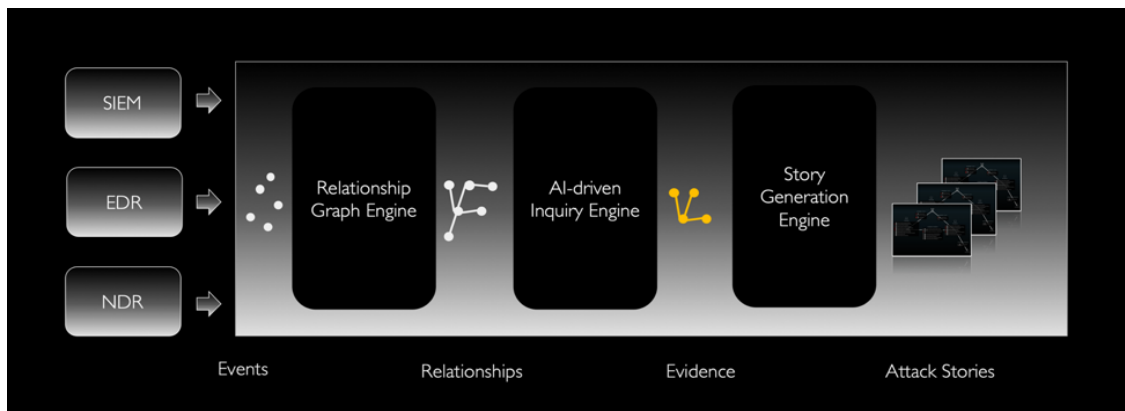 SIEM
EDR
NDR
Relationship
Graph Engine
AI-driven
Inquiry Engine
Story
Generation
Engine
Events
Relationships
Evidence
Attack Stories